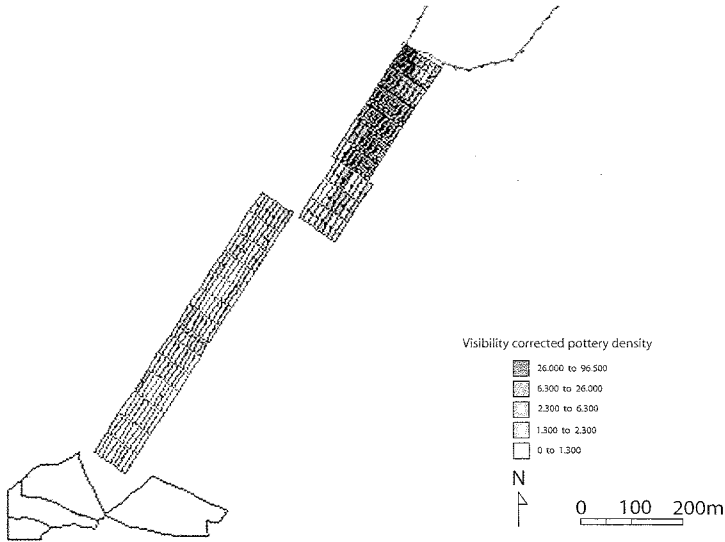 Visibility corrected pottery density
26.000 to 96.500
6.300 to 26.000
2.300 to 6.300
1.300 to 2.300
0 to 1.300
N
0 100 200m